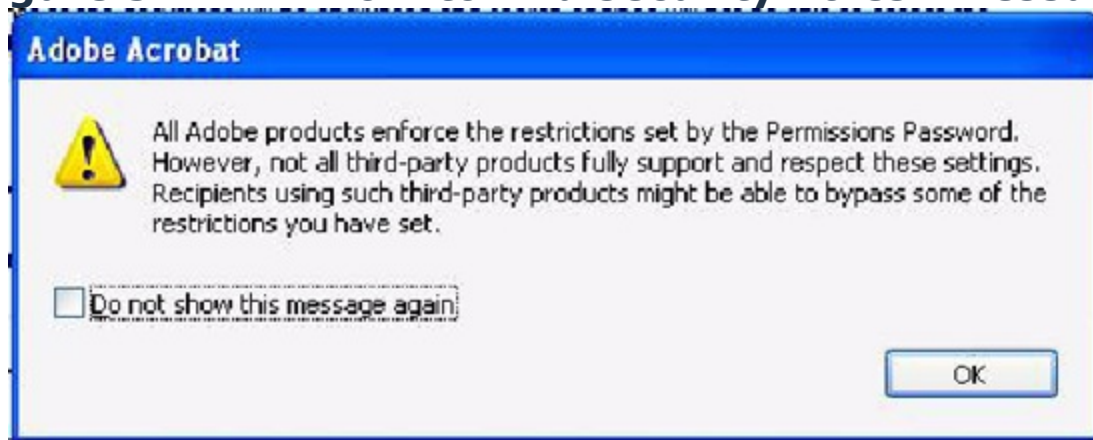 Adobe Acrobat
All Adobe products enforce the restrictions set by the Permissions Password.
However, not all third-party products fully support and respect these settings.
Recipients using such third-party products might be able to bypass some of the
restrictions you have set.
Do not show this message again
OK